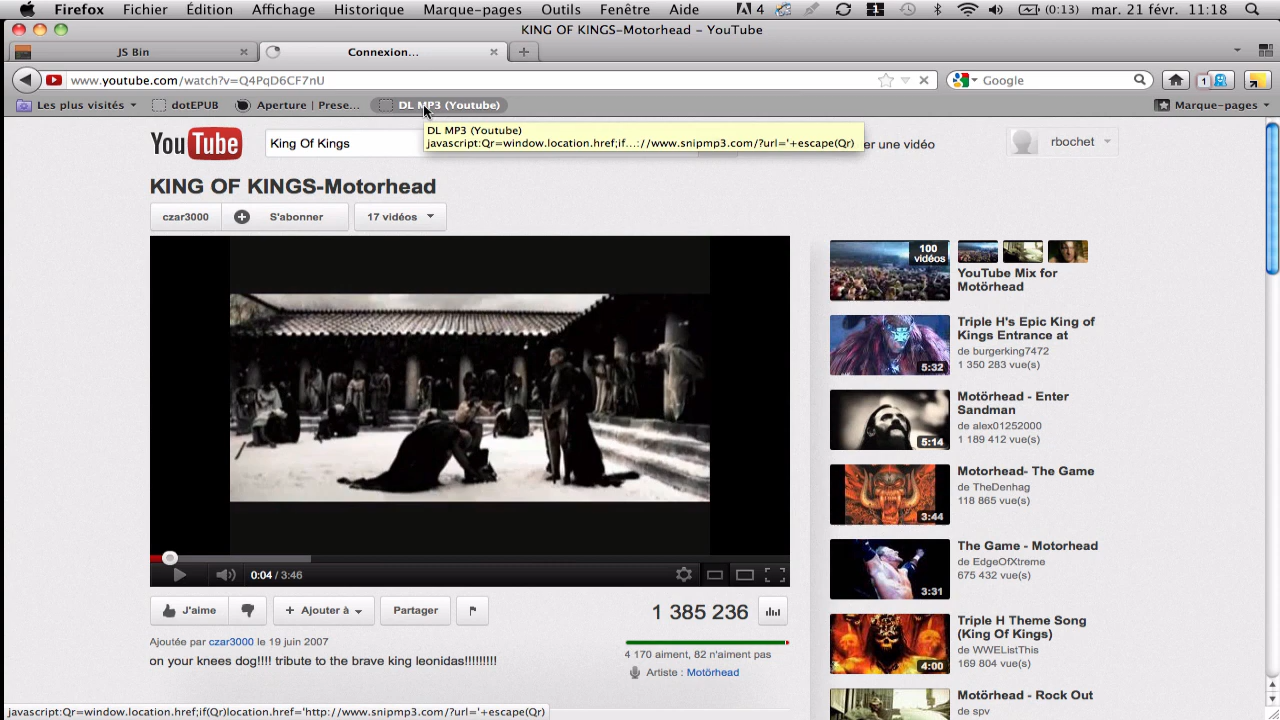 Firefox Fichier Édition Affichage Historique Marque-pages Outils Fenêtre Aide 4 1 (0:13) mar. 21 févr. 11:18
KING OF KINGS-Motorhead – YouTube
JS Bin Connexion...
www.youtube.com/watch?v=Q4PqD6CF7nU Google 1
Les plus visités dotEPUB Aperture | Prese... DL MP3 (Youtube) Marque-pages
DL MP3 (Youtube)
javascript:Qr=window.location.href;if...://www.snipmp3.com/?url='+escape(Qr)
YouTube King Of Kings er une vidéo rbochet
KING OF KINGS-Motorhead
czar3000 S'abonner 17 vidéos
100 vidéos
YouTube Mix for
Motörhead
Triple H's Epic King of
Kings Entrance at
de burgerking7472
1 350 283 vue(s)
5:32
Motörhead - Enter
Sandman
de alex01252000
1 189 412 vue(s)
5:14
Motorhead- The Game
de TheDenhag
118 865 vue(s)
3:44
The Game - Motorhead
de EdgeOfXtreme
675 432 vue(s)
3:31
Triple H Theme Song
(King Of Kings)
de WWEListThis
169 804 vue(s)
4:00
Motörhead - Rock Out
de spv
0:04 / 3:46
J'aime Ajouter à Partager 1 385 236
Ajoutée par czar3000 le 19 juin 2007
on your knees dog!!!! tribute to the brave king leonidas!!!!!!!!!
4 170 aiment, 82 n'aiment pas
Artiste : Motörhead
javascript:Qr=window.location.href;if(Qr)location.href='http://www.snipmp3.com/?url='+escape(Qr)